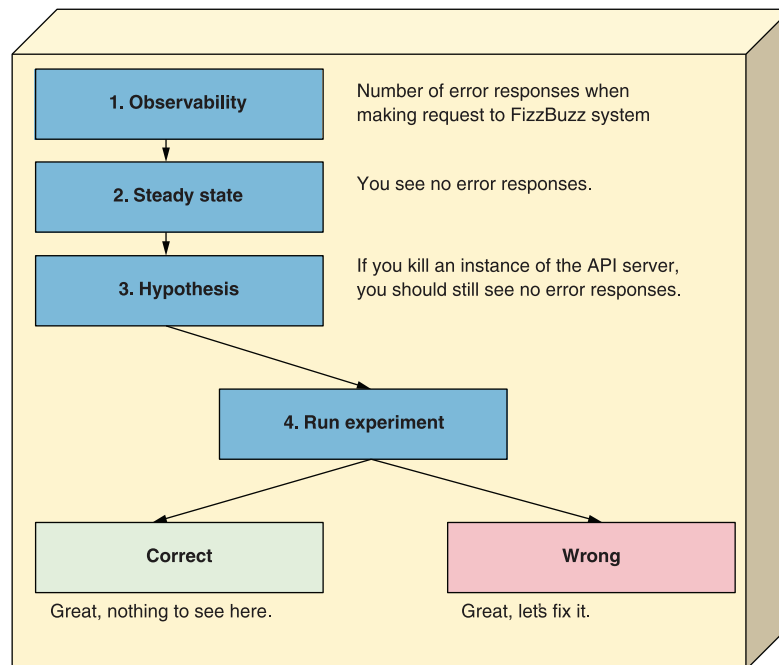 1. Observability
Number of error responses when
making request to FizzBuzz system
2. Steady state
You see no error responses.
3. Hypothesis
If you kill an instance of the API server,
you should still see no error responses.
4. Run experiment
Correct
Wrong
Great, nothing to see here.
Great, let's fix it.